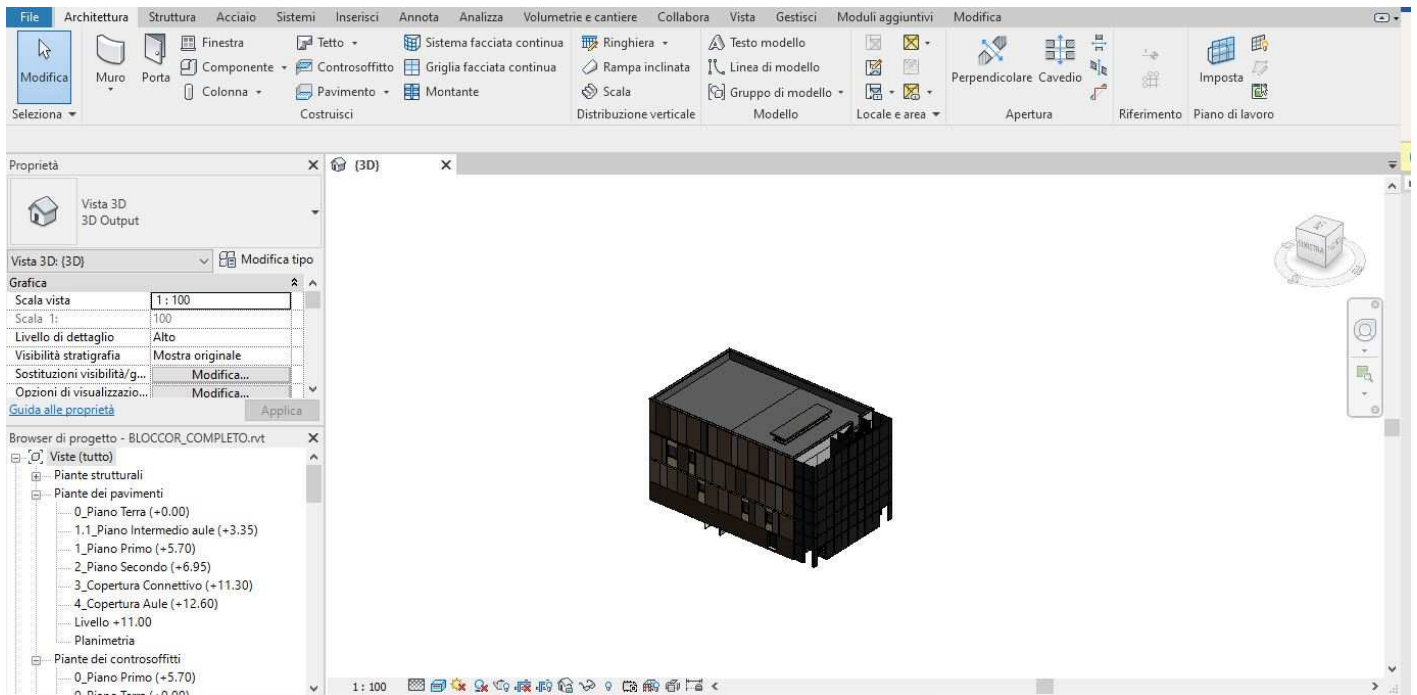 File Architettura Struttura Acciaio Sistemi Inserisci Annota Analizza Volumetrie e cantiere Collabora Vista Gestisci Moduli aggiuntivi Modifica
Modifica Muro Porta
Finestra Tetto Sistema facciata continua Ringhiera Testo modello
Componente Controsoffitto Griglia facciata continua Rampa inclinata Linea di modello
Colonna Pavimento Montante Scala Gruppo di modello
Perpendicolare Cavedio Imposta
Seleziona Costruisci Distribuzione verticale Modello Locale e area Apertura Riferimento Piano di lavoro
Proprietà X {3D} X
Vista 3D
3D Output
Vista 3D: {3D} Modifica tipo
Grafica
Scala vista 1 : 100
Scala 1: 100
Livello di dettaglio Alto
Visibilità stratigrafia Mostra originale
Sostituzioni visibilità/g... Modifica...
Opzioni di visualizzazio... Modifica...
Guida alle proprietà Applica
Browser di progetto - BLOCCOR_COMPLETO.rvt X
Viste (tutto)
Piante strutturali
Piante dei pavimenti
0_Piano Terra (+0.00)
1.1_Piano Intermedio aule (+3.35)
1_Piano Primo (+5.70)
2_Piano Secondo (+6.95)
3_Copertura Connettivo (+11.30)
4_Copertura Aule (+12.60)
Livello +11.00
Planimetria
Piante dei controsoffitti
0_Piano Primo (+5.70)
0_Piano Terra (+0.00)
1 : 100